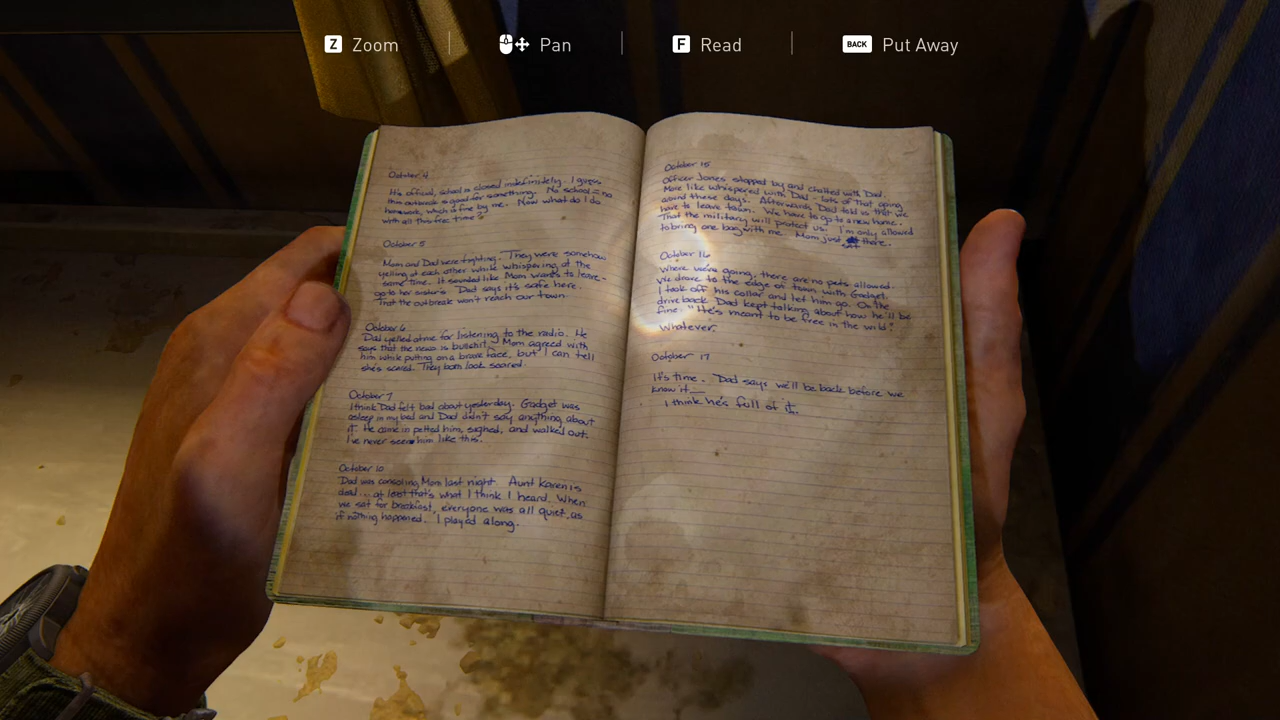 Z Zoom
Pan
F Read
BACK Put Away
October 4
It's official, school is closed indefinitely. I guess
this outbreak is good for something. No school = no
homework, which is fine by me. Now what do I do
with all this free time?
October 5
Mom and Dad were fighting. They were somehow
yelling at each other while whispering at the
same time. It sounded like Mom wants to leave -
go to her sister's. Dad says it's safe here.
That the outbreak won't reach our town.
October 6
Dad yelled at me for listening to the radio. He
says that the news is bullshit. Mom agreed with
him while putting on a brave face, but I can tell
she's scared. They both look scared.
October 7
I think Dad felt bad about yesterday. Gadget was
asleep in my bed and Dad didn't say anything about
it. He came in petted him, sighed, and walked out.
I've never seen him like this.
October 10
Dad was consoling Mom last night. Aunt Karen is
dead... at least that's what I think I heard. When
we sat for breakfast, everyone was all quiet, as
if nothing happened. I played along.
October 15
Officer Jones stopped by and chatted with Dad.
More like whispered with Dad - lots of that going
around these days. Afterwards Dad told us that we
have to leave town. We have to go to a new home.
That the military will protect us. I'm only allowed
to bring one bag with me. Mom just sat there.
October 16
Where we're going, there are no pets allowed.
We drove to the edge of town with Gadget.
I took off his collar and let him go. On the
drive back Dad kept talking about how he'll be
fine. "He's meant to be free in the wild!"
Whatever.
October 17
It's time. Dad says we'll be back before we
know it
I think he's full of it.